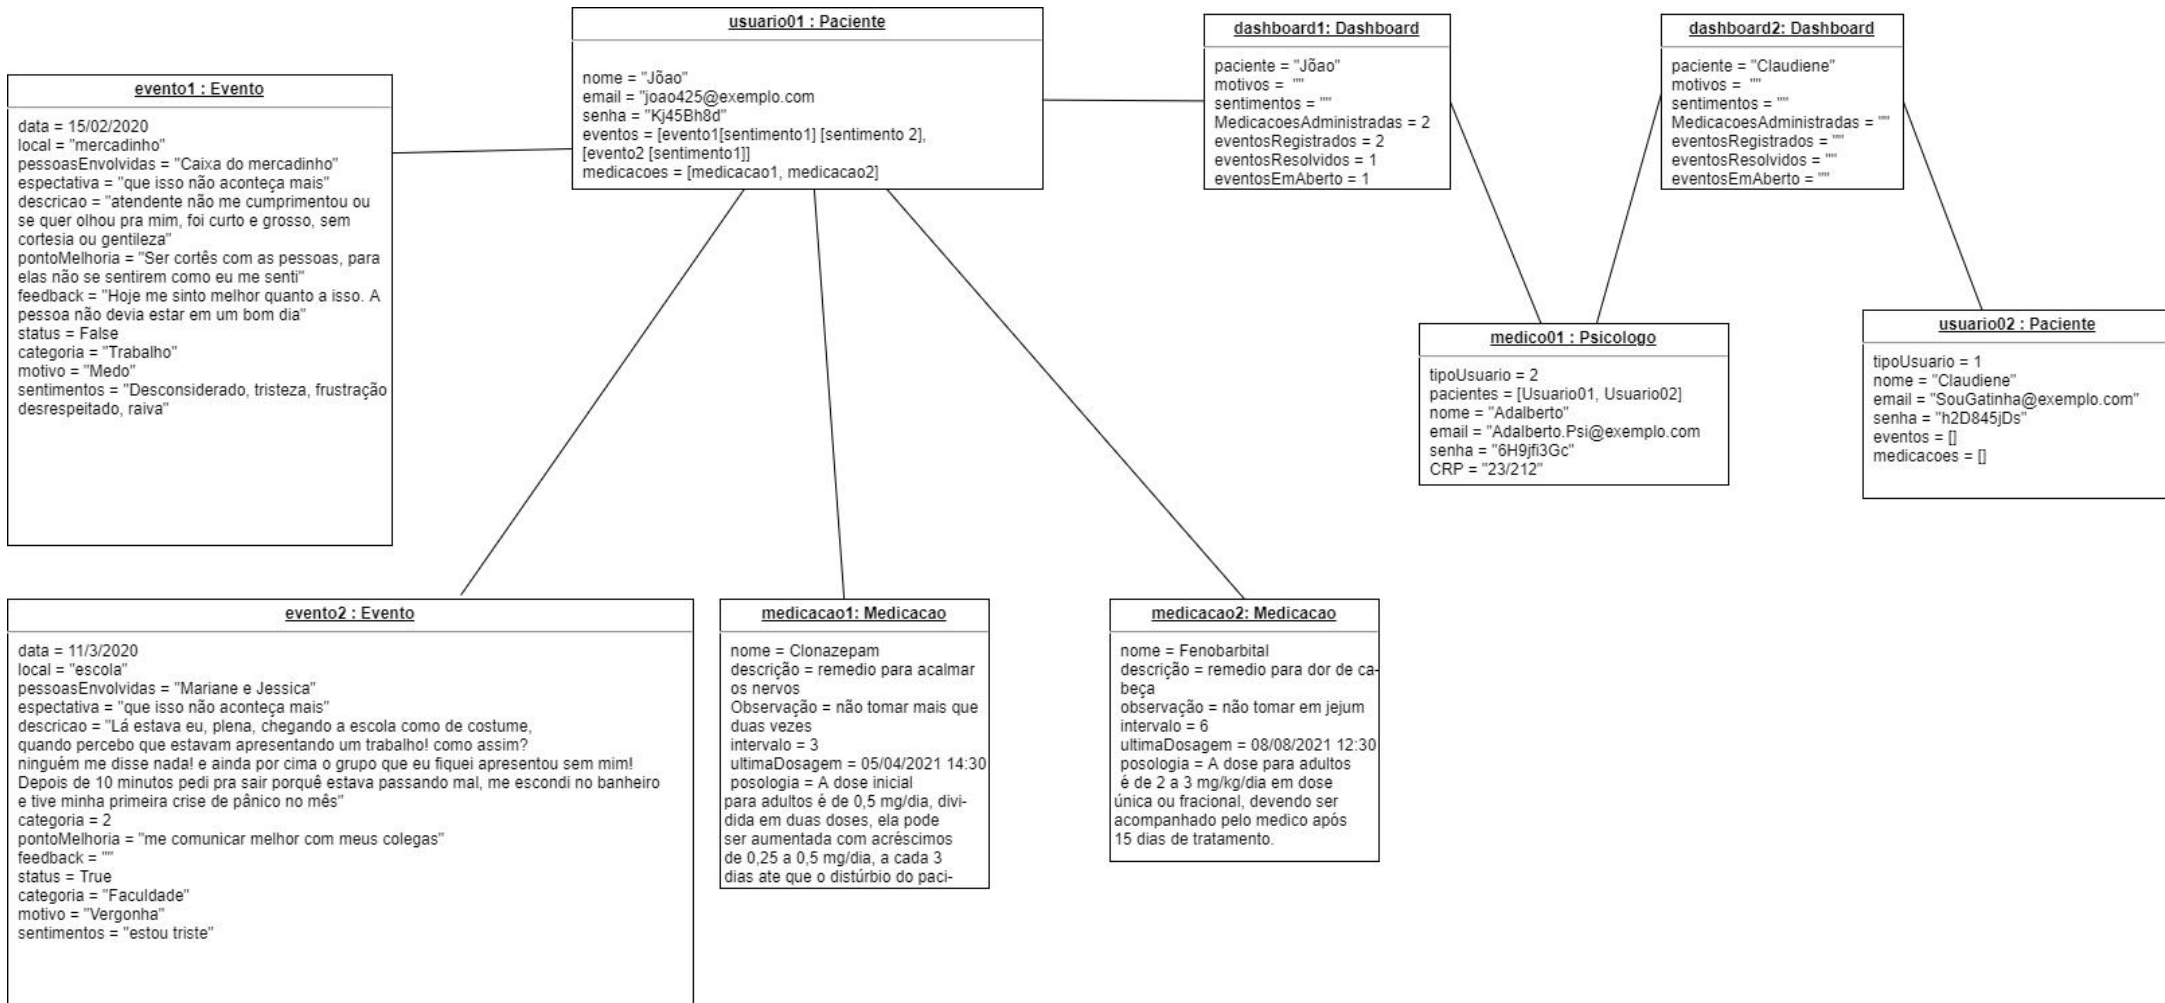 usuario01 : Paciente
nome = "Jõao"
email = "joao425@exemplo.com
senha = "Kj45Bh8d"
eventos = [evento1[sentimento1] [sentimento 2],
[evento2 [sentimento1]]
medicacoes = [medicacao1, medicacao2]
dashboard1: Dashboard
paciente = "Jõao"
motivos = ""
sentimentos = ""
MedicacoesAdministradas = 2
eventosRegistrados = 2
eventosResolvidos = 1
eventosEmAberto = 1
dashboard2: Dashboard
paciente = "Claudiene"
motivos = ""
sentimentos = ""
MedicacoesAdministradas = ""
eventosRegistrados = ""
eventosResolvidos = ""
eventosEmAberto = ""
evento1 : Evento
data = 15/02/2020
local = "mercadinho"
pessoasEnvolvidas = "Caixa do mercadinho"
espectativa = "que isso não aconteça mais"
descricao = "atendente não me cumprimentou ou
se quer olhou pra mim, foi curto e grosso, sem
cortesia ou gentileza"
pontoMelhoria = "Ser cortês com as pessoas, para
elas não se sentirem como eu me senti"
feedback = "Hoje me sinto melhor quanto a isso. A
pessoa não devia estar em um bom dia"
status = False
categoria = "Trabalho"
motivo = "Medo"
sentimentos = "Desconsiderado, tristeza, frustração
desrespeitado, raiva"
medico01 : Psicologo
tipoUsuario = 2
pacientes = [Usuario01, Usuario02]
nome = "Adalberto"
email = "Adalberto.Psi@exemplo.com
senha = "6H9jfi3Gc"
CRP = "23/212"
usuario02 : Paciente
tipoUsuario = 1
nome = "Claudiene"
email = "SouGatinha@exemplo.com"
senha = "h2D845jDs"
eventos = []
medicacoes = []
evento2 : Evento
data = 11/3/2020
local = "escola"
pessoasEnvolvidas = "Mariane e Jessica"
espectativa = "que isso não aconteça mais"
descricao = "Lá estava eu, plena, chegando a escola como de costume,
quando percebo que estavam apresentando um trabalho! como assim?
ninguém me disse nada! e ainda por cima o grupo que eu fiquei apresentou sem mim!
Depois de 10 minutos pedi pra sair porquê estava passando mal, me escondi no banheiro
e tive minha primeira crise de pânico no mês"
categoria = 2
pontoMelhoria = "me comunicar melhor com meus colegas"
feedback = ""
status = True
categoria = "Faculdade"
motivo = "Vergonha"
sentimentos = "estou triste"
medicacao1: Medicacao
nome = Clonazepam
descrição = remedio para acalmar
os nervos
Observação = não tomar mais que
duas vezes
intervalo = 3
ultimaDosagem = 05/04/2021 14:30
posologia = A dose inicial
para adultos é de 0,5 mg/dia, divi-
dida em duas doses, ela pode
ser aumentada com acréscimos
de 0,25 a 0,5 mg/dia, a cada 3
dias ate que o distúrbio do paci-
medicacao2: Medicacao
nome = Fenobarbital
descrição = remedio para dor de ca-
beça
observação = não tomar em jejum
intervalo = 6
ultimaDosagem = 08/08/2021 12:30
posologia = A dose para adultos
é de 2 a 3 mg/kg/dia em dose
única ou fracional, devendo ser
acompanhado pelo medico após
15 dias de tratamento.